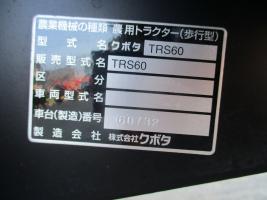 農業機械の種類 農用トラクター(歩行型)
型式名 クボタ TRS60
販売型式名 TRS60
区分
車両型式名
車台(製造)番号 60732
製造会社 株式会社クボタ